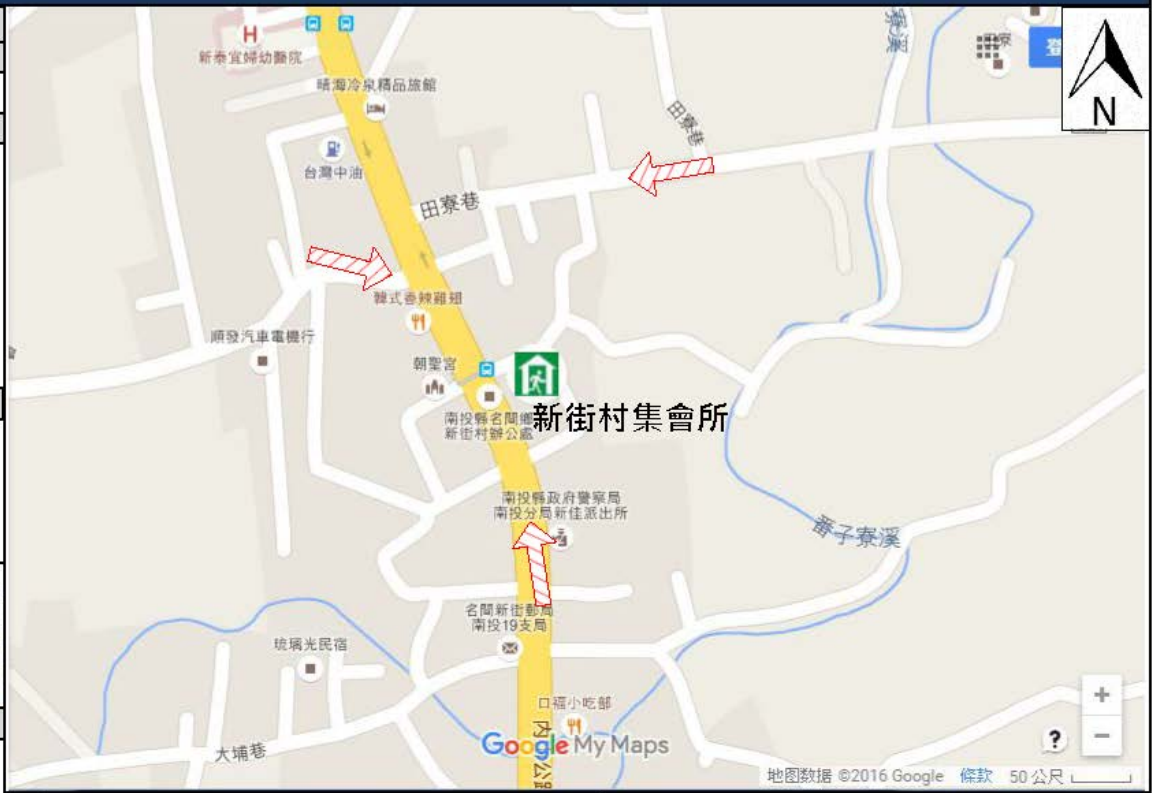 H
新泰宜婦幼醫院
晴海冷泉精品旅館
台灣中油
田寮巷
田寮巷
寮溪
登
N
韓式香辣雞翅
順發汽車電機行
朝聖宮
南投縣名間鄉
新街村辦公處
新街村集會所
南投縣政府警察局
南投分局新佳派出所
番子寮溪
名間新街郵局
南投19支局
琉璃光民宿
口福小吃部
大埔巷
Google My Maps
+
?
−
地图数据 ©2016 Google 條款 50 公尺